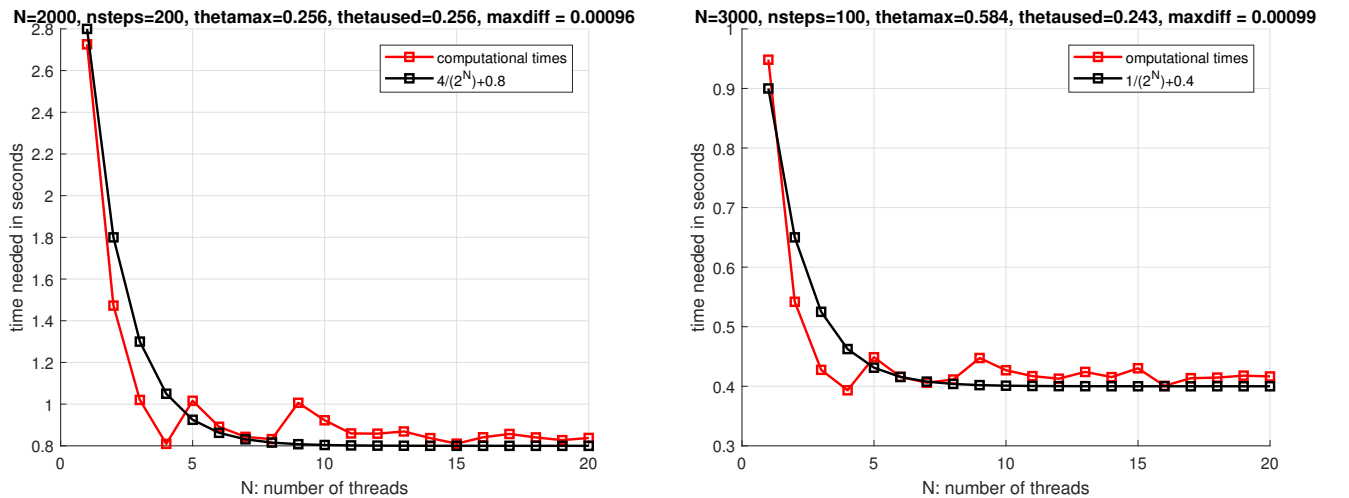 N=2000, nsteps=200, thetamax=0.256, thetaused=0.256, maxdiff = 0.00096
2.8
2.6
2.4
2.2
2
1.8
1.6
1.4
1.2
1
0.8
time needed in seconds
0 5 10 15 20
N: number of threads
computational times
4/(2^N)+0.8
N=3000, nsteps=100, thetamax=0.584, thetaused=0.243, maxdiff = 0.00099
1
0.9
0.8
0.7
0.6
0.5
0.4
0.3
time needed in seconds
0 5 10 15 20
N: number of threads
omputational times
1/(2^N)+0.4